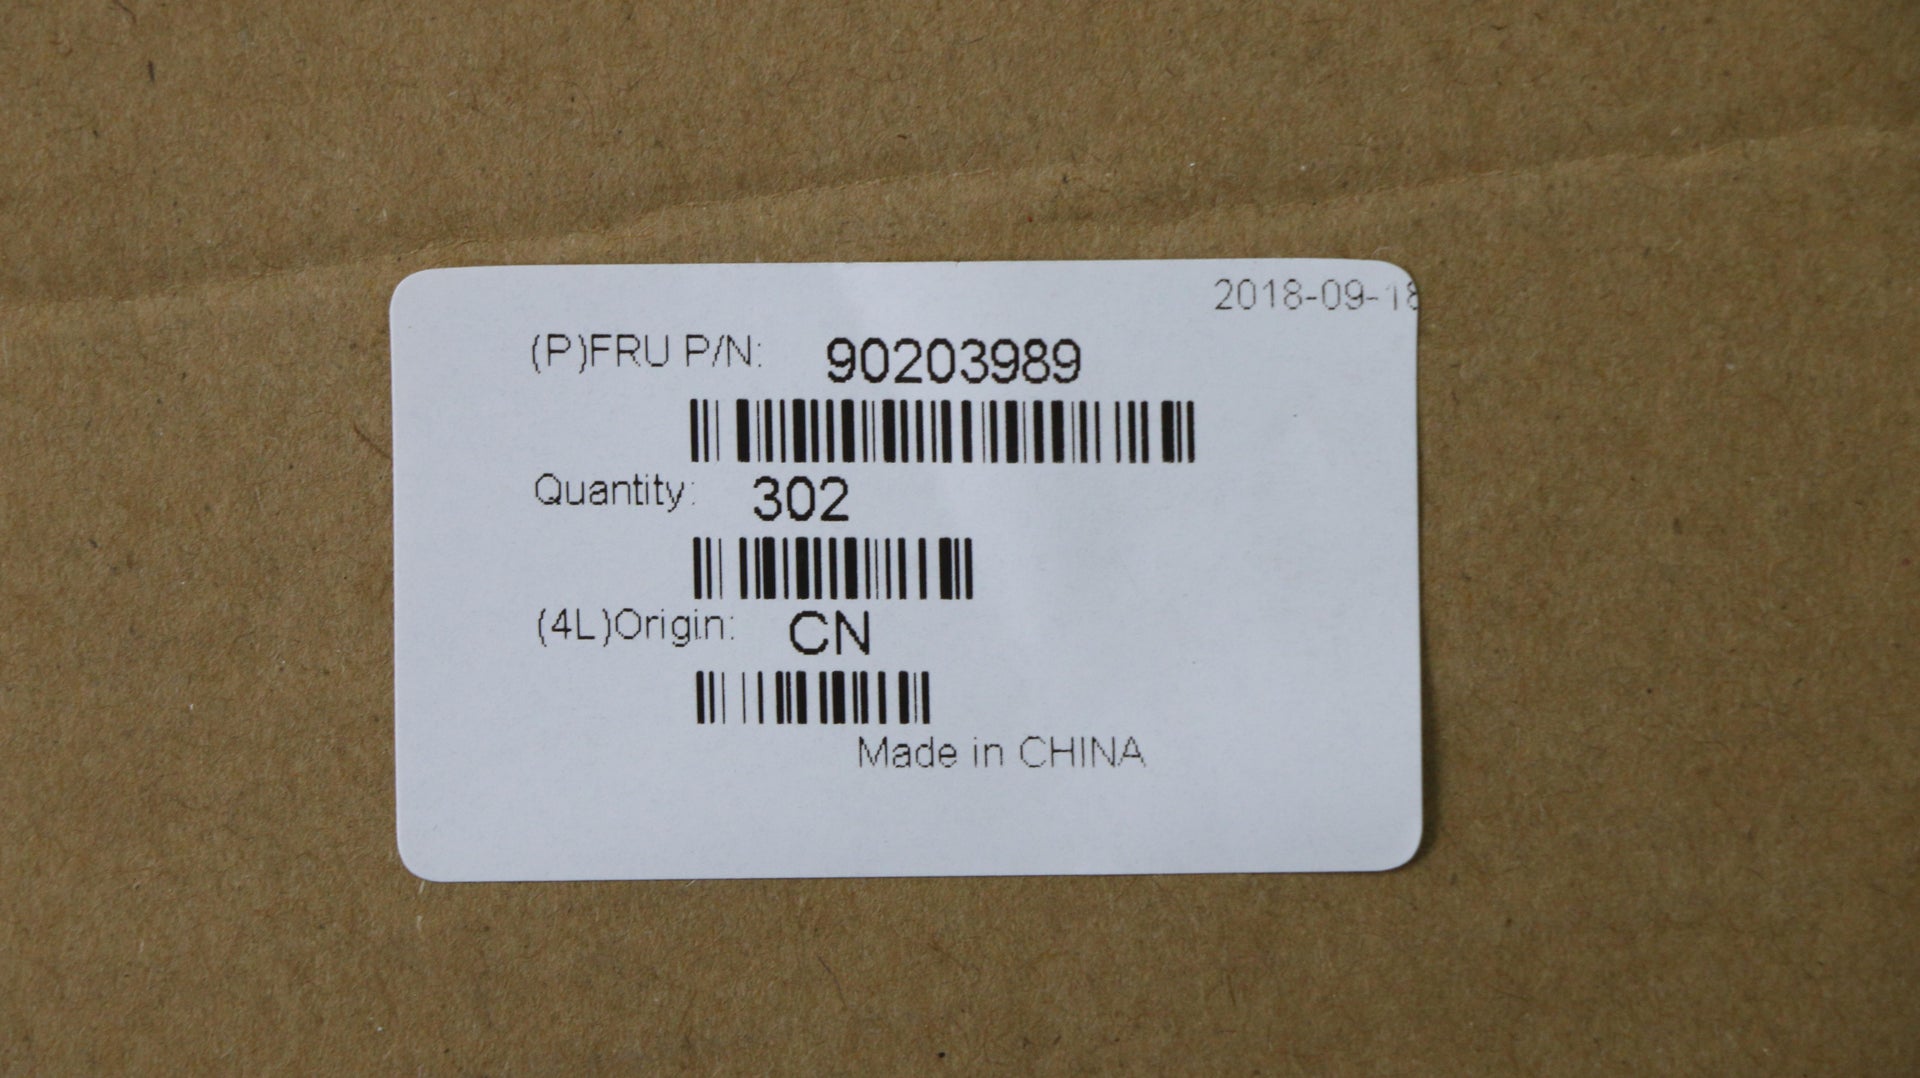 2018-09-18
(P)FRU P/N: 90203989
Quantity: 302
(4L)Origin: CN
Made in CHINA